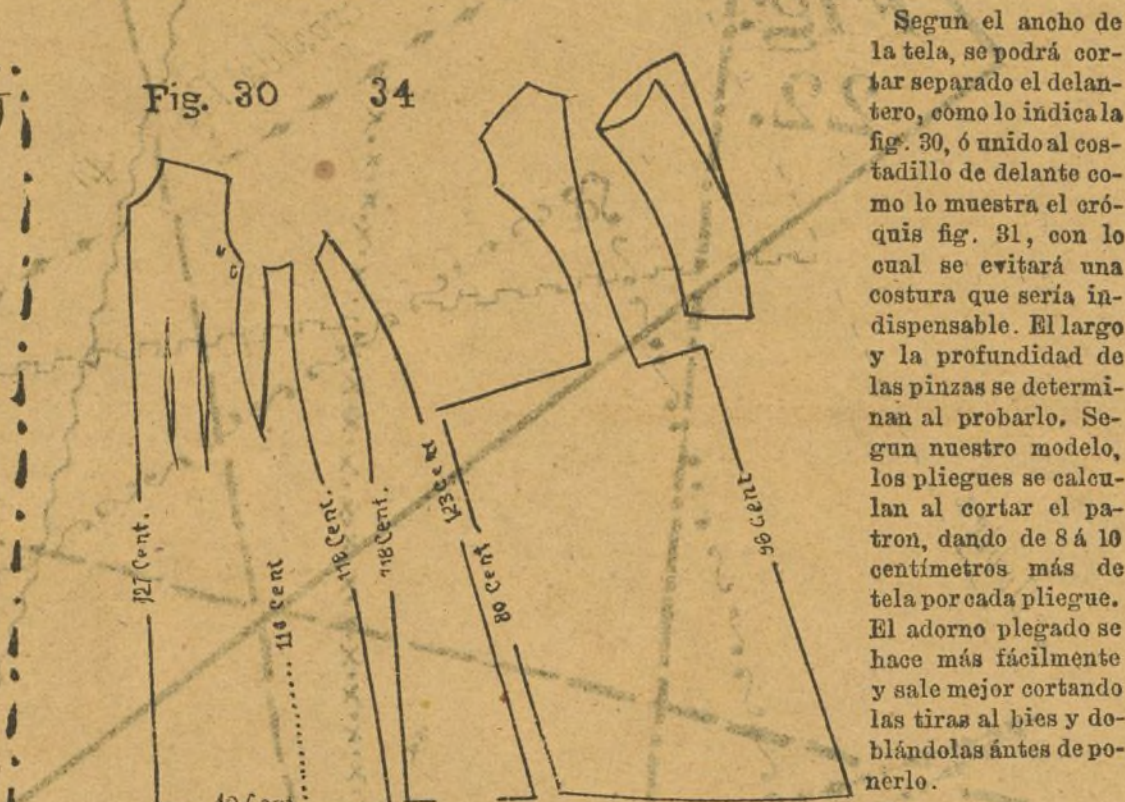 Fig. 30 34
127 Cent.
118 Cent.
118 Cent.
123 Cent
80 Cent
96 Cent
Segun el ancho de
la tela, se podrá cor-
tar separado el delan-
tero, como lo indica la
fig. 30, ó unido al cos-
tadillo de delante co-
mo lo muestra el cró-
quis fig. 31, con lo
cual se evitará una
costura que sería in-
dispensable. El largo
y la profundidad de
las pinzas se determi-
nan al probarlo. Se-
gun nuestro modelo,
los pliegues se calcu-
lan al cortar el pa-
tron, dando de 8 á 10
centímetros más de
tela por cada pliegue.
El adorno plegado se
hace más fácilmente
y sale mejor cortando
las tiras al bies y do-
blándolas ántes de po-
nerlo.